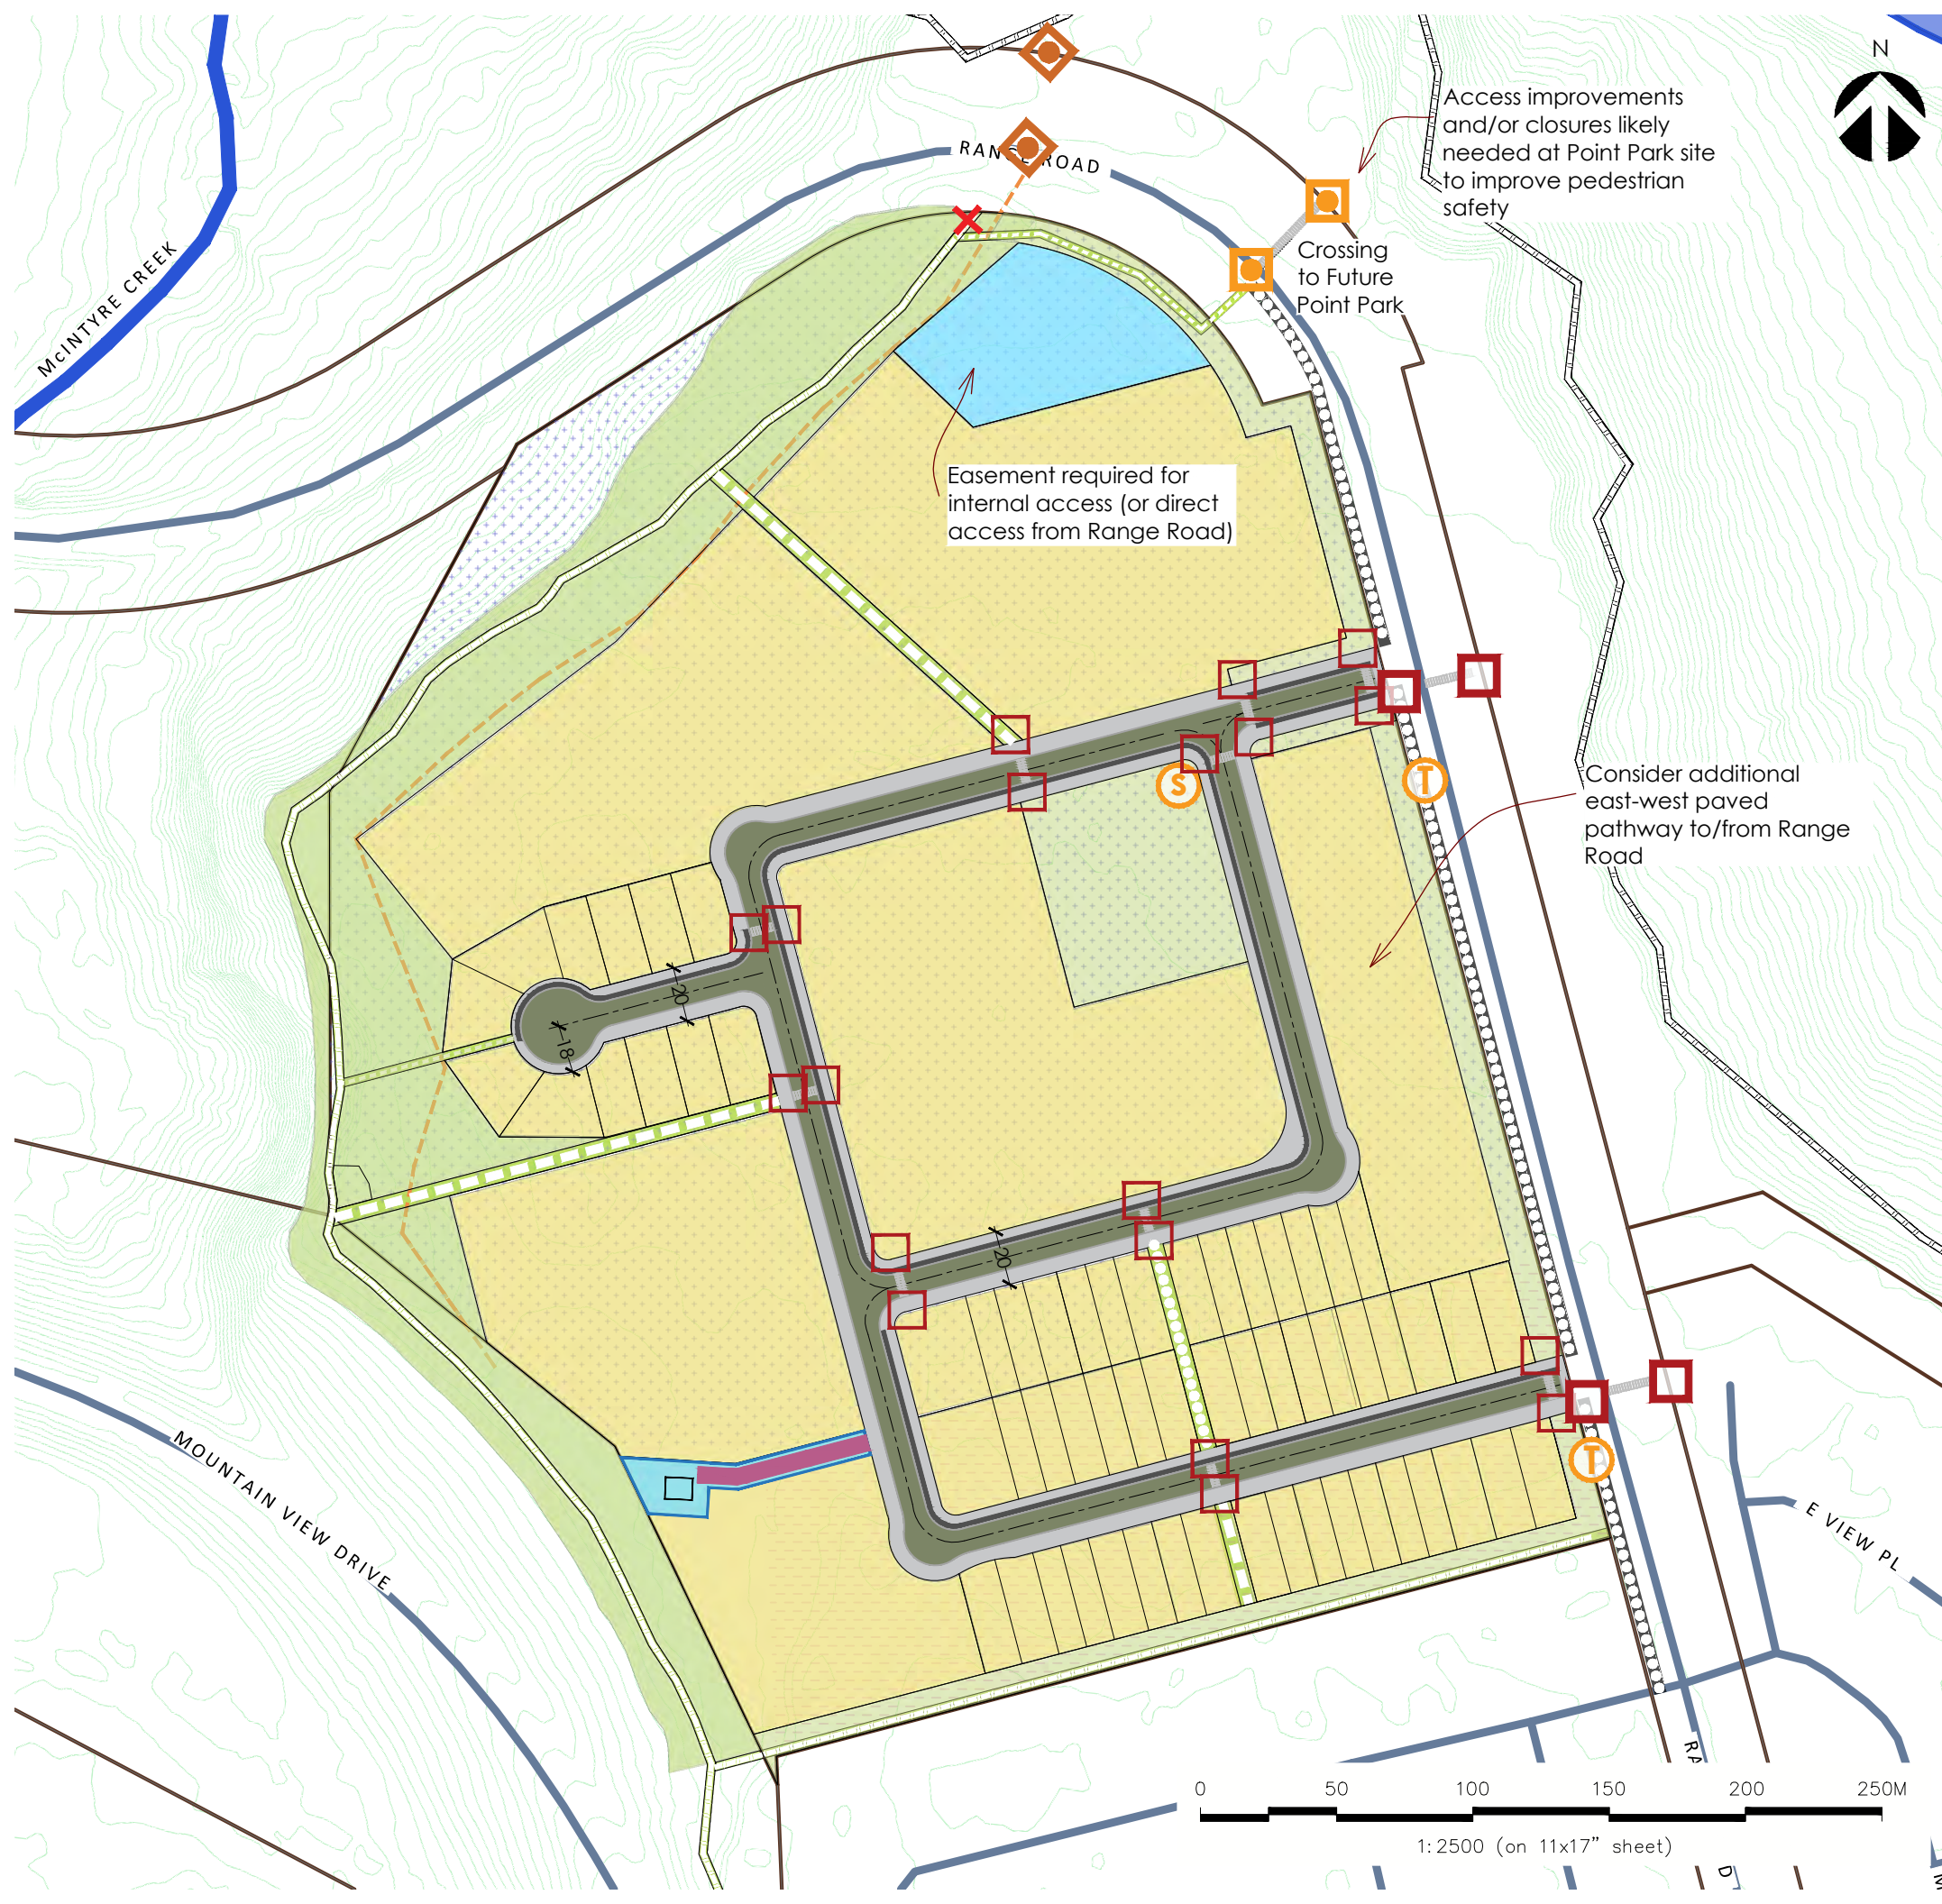 N
Access improvements
and/or closures likely
needed at Point Park site
to improve pedestrian
safety
RANGE ROAD
Crossing
to Future
Point Park
McINTYRE CREEK
Easement required for
internal access (or direct
access from Range Road)
S
T
Consider additional
east-west paved
pathway to/from Range
Road
20
18
20
T
MOUNTAIN VIEW DRIVE
E VIEW PL
RA
0 50 100 150 200 250M
1:2500 (on 11x17" sheet)
D